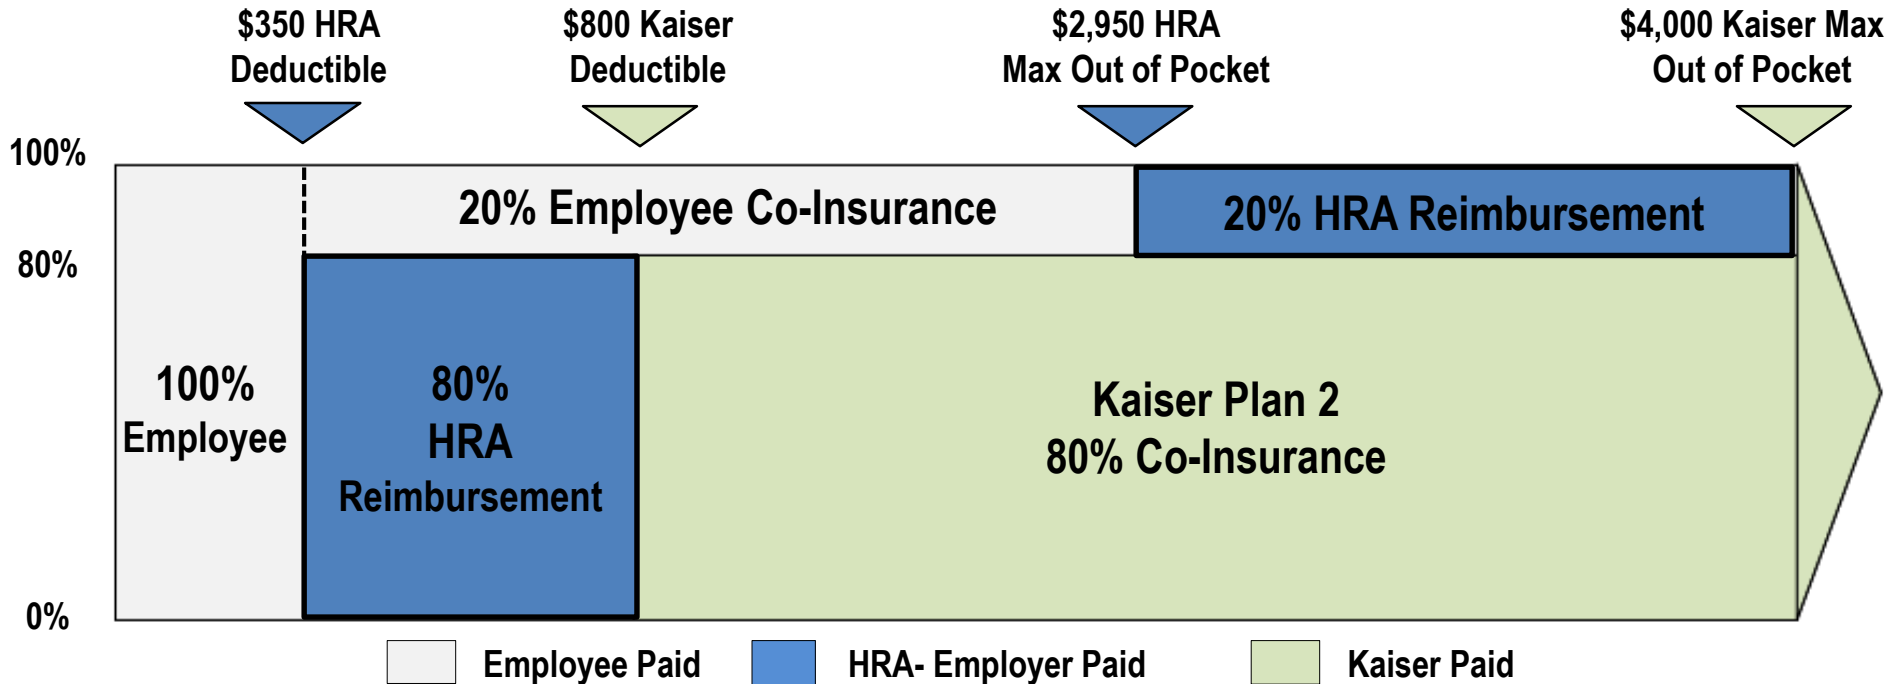 $350 HRA
Deductible
$800 Kaiser
Deductible
$2,950 HRA
Max Out of Pocket
$4,000 Kaiser Max
Out of Pocket
100%
80%
0%
20% Employee Co-Insurance
20% HRA Reimbursement
100%
Employee
80%
HRA
Reimbursement
Kaiser Plan 2
80% Co-Insurance
Employee Paid
HRA- Employer Paid
Kaiser Paid